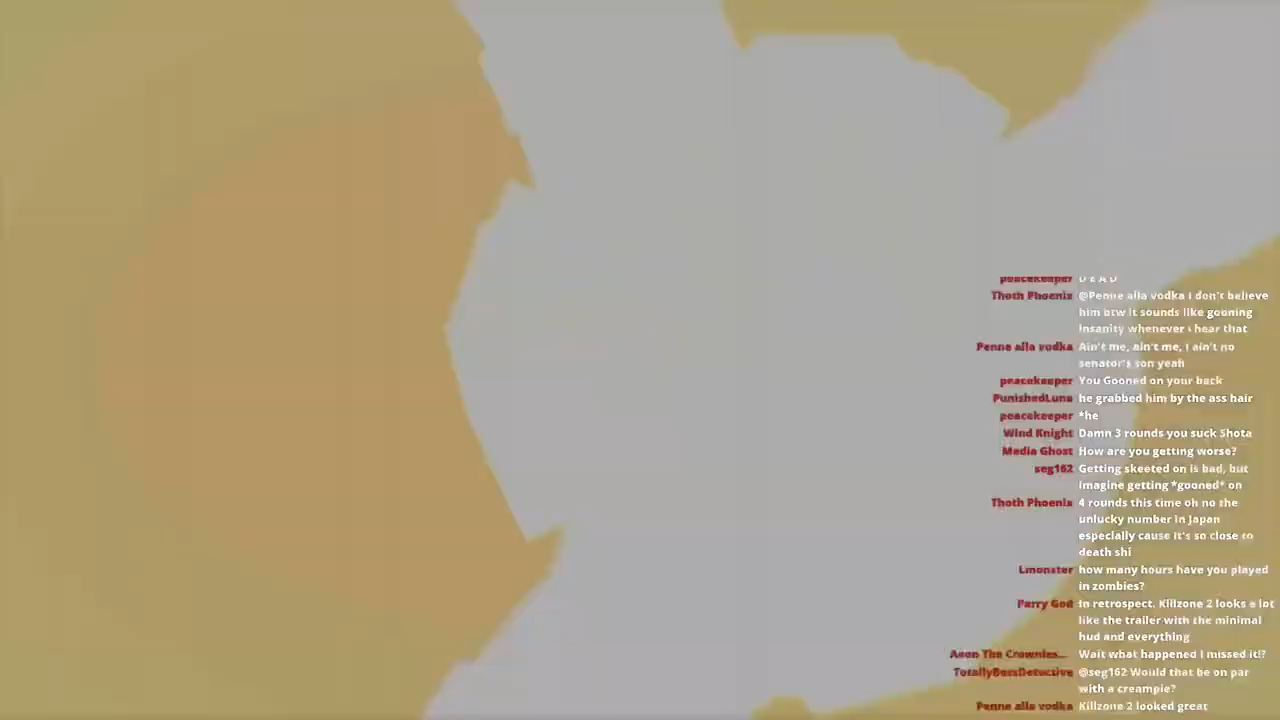 peacekeeper D E A D
Thoth Phoenix @Penne alla vodka I don't believe
him btw it sounds like gooning
insanity whenever i hear that
Penne alla vodka Ain't me, ain't me, I ain't no
senator's son yeah
peacekeeper You Gooned on your back
PunishedLuna he grabbed him by the ass hair
peacekeeper *he
Wind Knight Damn 3 rounds you suck Shota
Media Ghost How are you getting worse?
seg162 Getting skeeted on is bad, but
imagine getting *gooned* on
Thoth Phoenix 4 rounds this time oh no the
unlucky number in Japan
especially cause it's so close to
death shi
Lmonster how many hours have you played
in zombies?
Parry God In retrospect. Killzone 2 looks a lot
like the trailer with the minimal
hud and everything
Aeon The Crownies... Wait what happened I missed it!?
TotallyBossDetective @seg162 Would that be on par
with a creampie?
Penne alla vodka Killzone 2 looked great